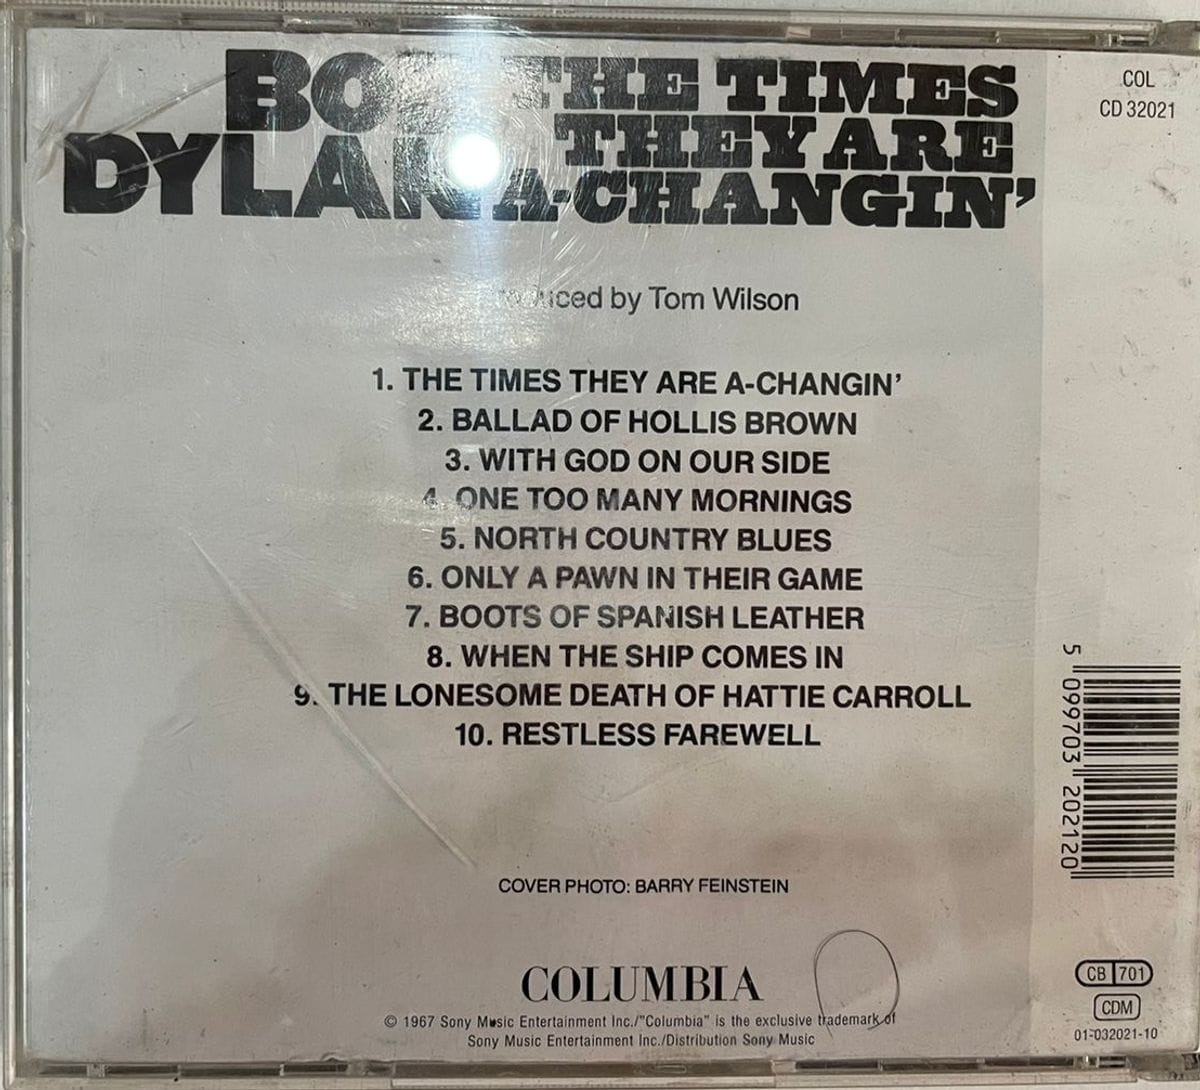 BOB DYLAN
THE TIMES
THEY ARE
A-CHANGIN'
COL
CD 32021
by Tom Wilson
1. THE TIMES THEY ARE A-CHANGIN'
2. BALLAD OF HOLLIS BROWN
3. WITH GOD ON OUR SIDE
4. ONE TOO MANY MORNINGS
5. NORTH COUNTRY BLUES
6. ONLY A PAWN IN THEIR GAME
7. BOOTS OF SPANISH LEATHER
8. WHEN THE SHIP COMES IN
9. THE LONESOME DEATH OF HATTIE CARROLL
10. RESTLESS FAREWELL
5 099703 202120
COVER PHOTO: BARRY FEINSTEIN
COLUMBIA
© 1967 Sony Music Entertainment Inc./"Columbia" is the exclusive trademark of
Sony Music Entertainment Inc./Distribution Sony Music
CB 701
CDM
01-032021-10